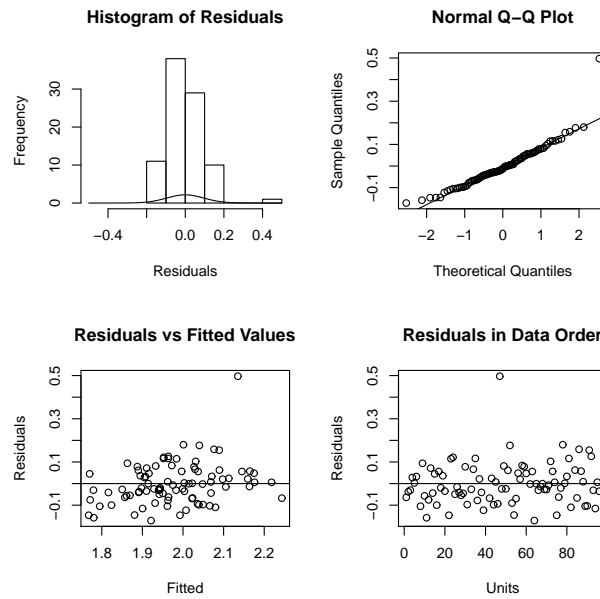 Histogram of Residuals
Frequency
0 10 20 30
−0.4 0.0 0.2 0.4
Residuals
Normal Q−Q Plot
Sample Quantiles
−0.1 0.1 0.3 0.5
−2 −1 0 1 2
Theoretical Quantiles
Residuals vs Fitted Values
Residuals
−0.1 0.1 0.3 0.5
1.8 1.9 2.0 2.1 2.2
Fitted
Residuals in Data Order
Residuals
−0.1 0.1 0.3 0.5
0 20 40 60 80
Units